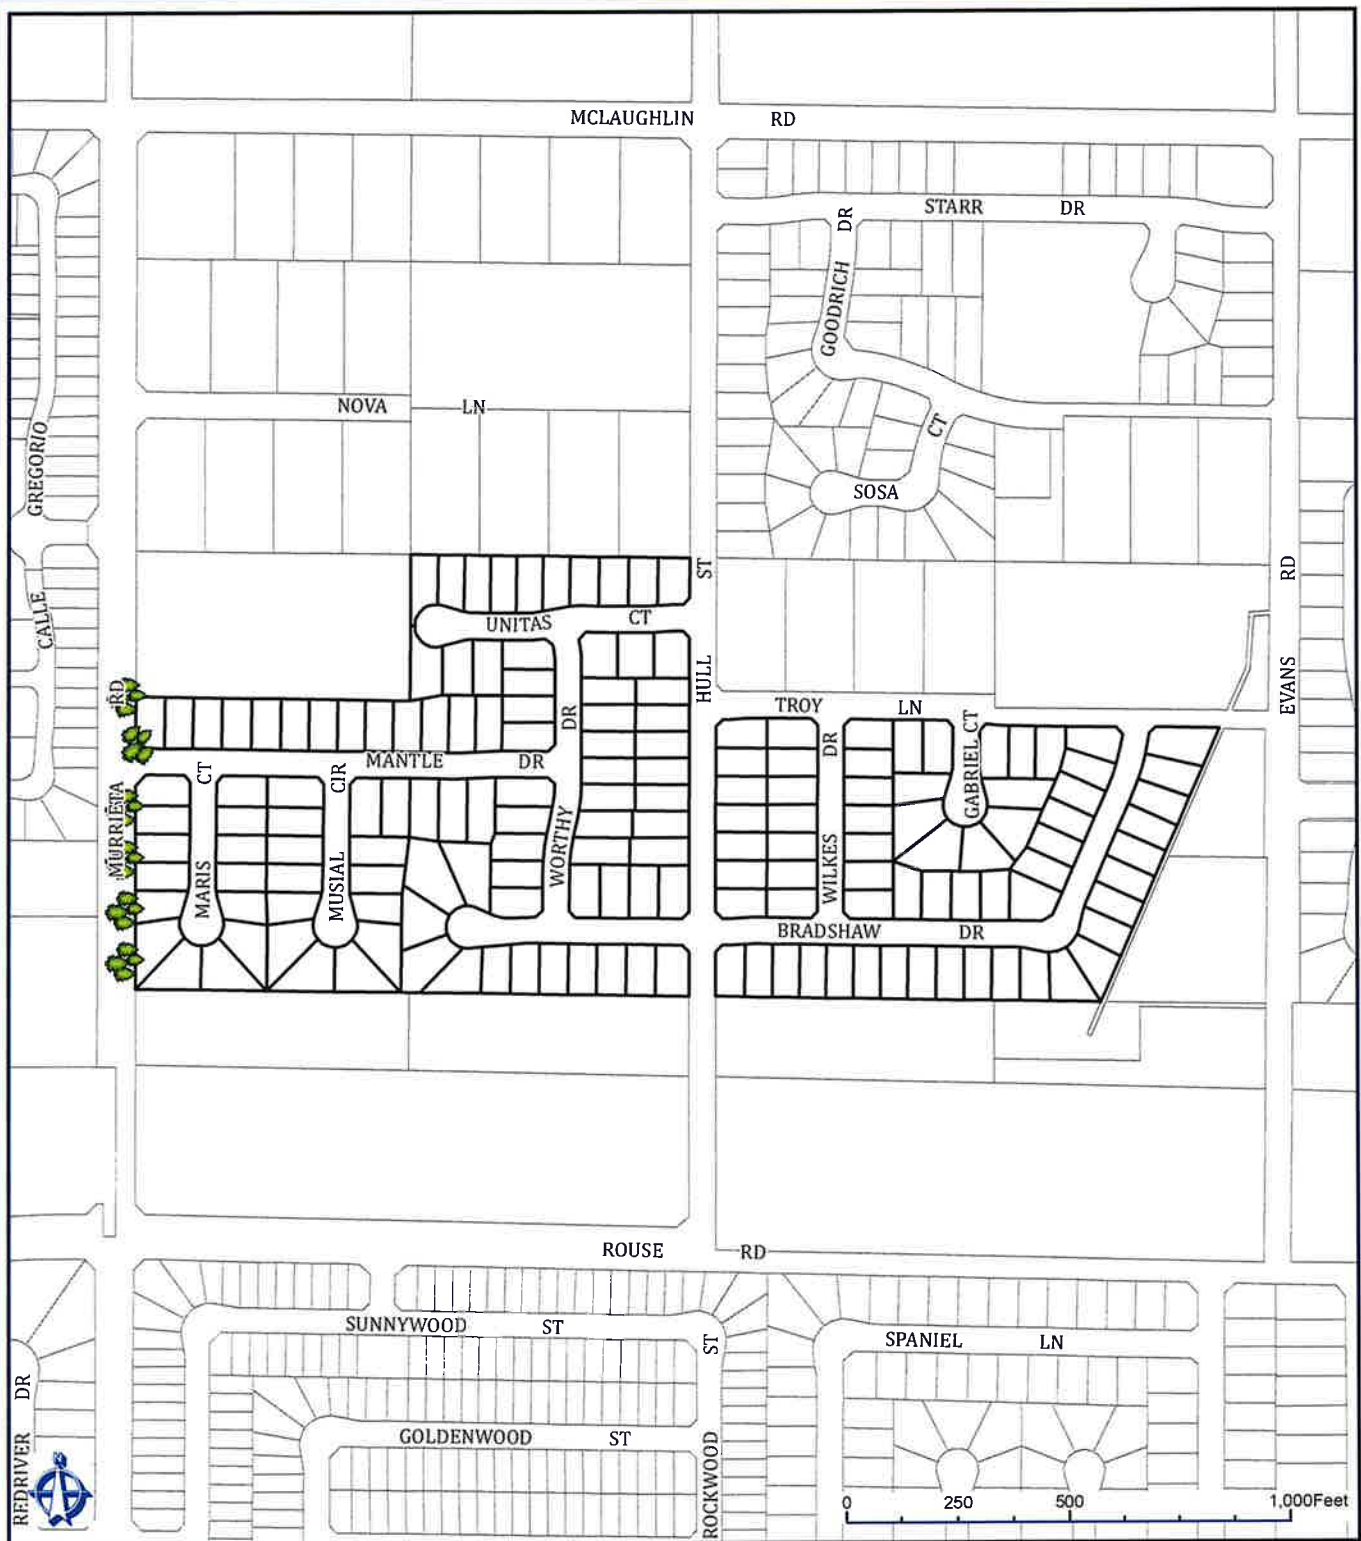 MCLAUGHLIN RD
STARR DR
GOODRICH DR
NOVA LN
GREGORIO
CALLE
SOSA CT
HULL ST
EVANS RD
UNITAS CT
TROY LN
MURRIETA RD
MANTLE DR
WORTHY DR
MARIS CT
MUSIAL CIR
WILKES DR
GABRIEL CT
BRADSHAW DR
ROUSE RD
SUNNYWOOD ST
SPANIEL LN
GOLDENWOOD ST
ROCKWOOD ST
REDRIVER DR
0 250 500 1,000Feet